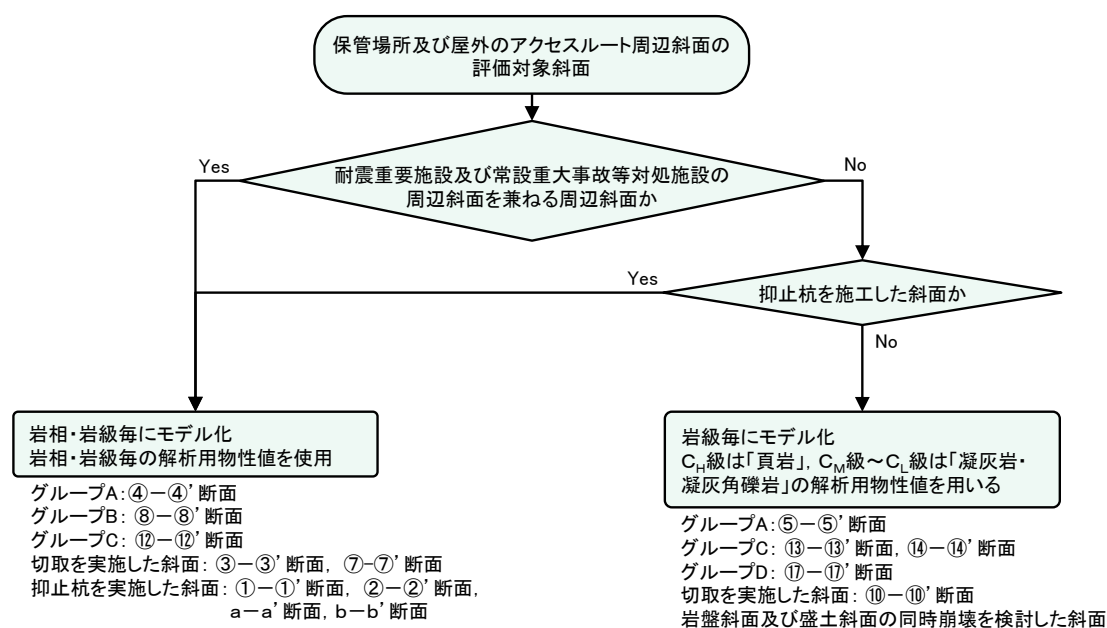 保管場所及び屋外のアクセスルート周辺斜面の
評価対象斜面
Yes
耐震重要施設及び常設重大事故等対処施設の
周辺斜面を兼ねる周辺斜面か
No
Yes
抑止杭を施工した斜面か
No
岩相・岩級毎にモデル化
岩相・岩級毎の解析用物性値を使用
グループA:④－④’断面
グループB: ⑧－⑧’断面
グループC: ⑫－⑫’断面
切取を実施した斜面: ③－③’断面, ⑦-⑦’断面
抑止杭を実施した斜面: ①－①’断面, ②－②’断面,
a－a’断面, b－b’断面
岩級毎にモデル化
CH級は「頁岩」, CM級～CL級は「凝灰岩・
凝灰角礫岩」の解析用物性値を用いる
グループA:⑤－⑤’断面
グループC: ⑬－⑬’断面, ⑭－⑭’断面
グループD: ⑰－⑰’断面
切取を実施した斜面: ⑩－⑩’断面
岩盤斜面及び盛土斜面の同時崩壊を検討した斜面